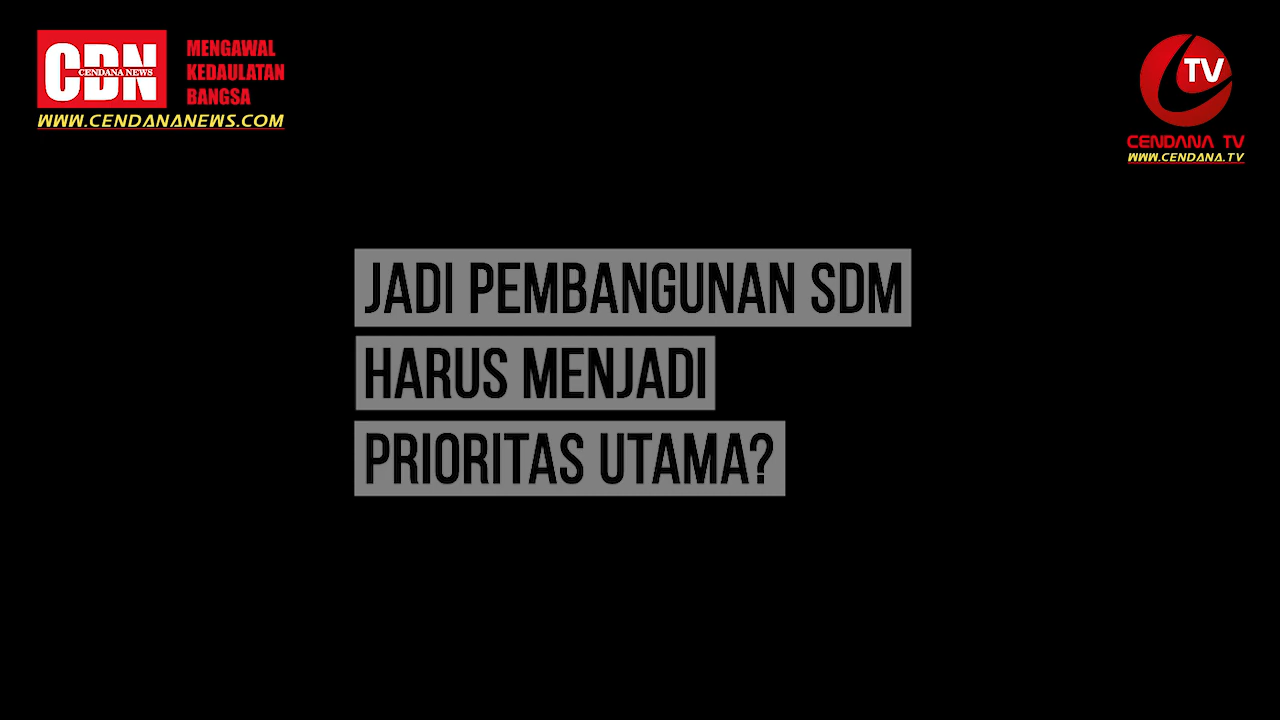 CDN
CENDANA NEWS
MENGAWAL
KEDAULATAN
BANGSA
WWW.CENDANANEWS.COM
TV
CENDANA TV
WWW.CENDANA.TV
JADI PEMBANGUNAN SDM
HARUS MENJADI
PRIORITAS UTAMA?